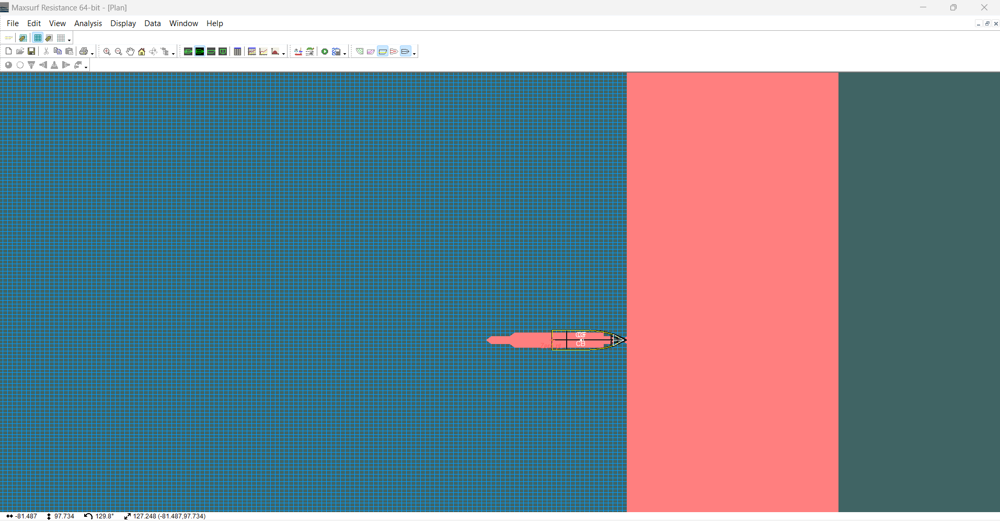 Maxsurf Resistance 64-bit - [Plan]
File Edit View Analysis Display Data Window Help
CB
-81.487 97.734 129.8° 127.248 (-81.487,97.734)